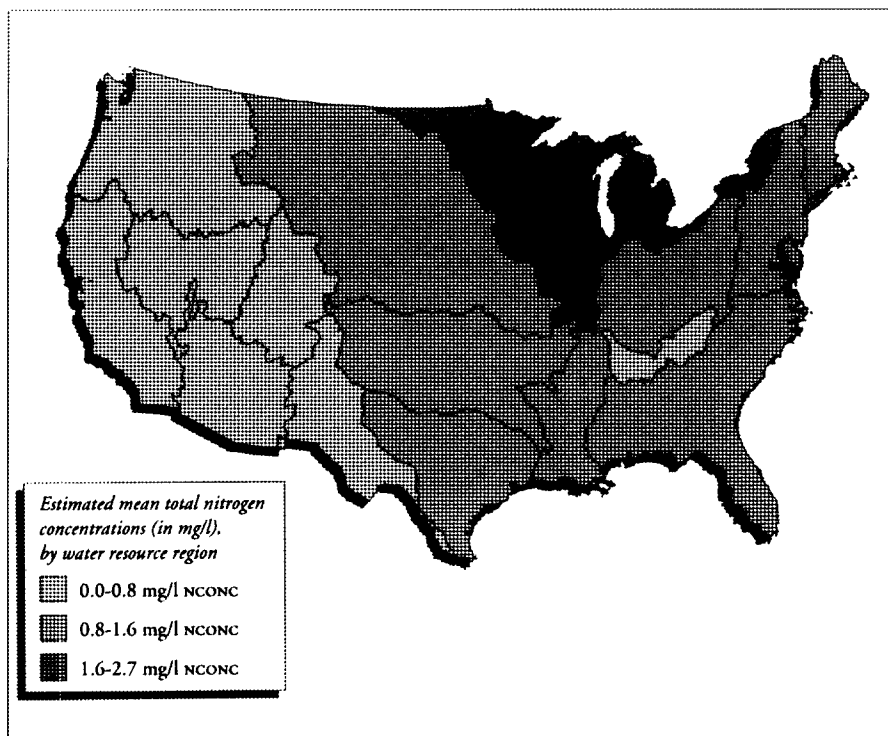 Estimated mean total nitrogen
concentrations (in mg/l),
by water resource region
0.0-0.8 mg/l NCONC
0.8-1.6 mg/l NCONC
1.6-2.7 mg/l NCONC